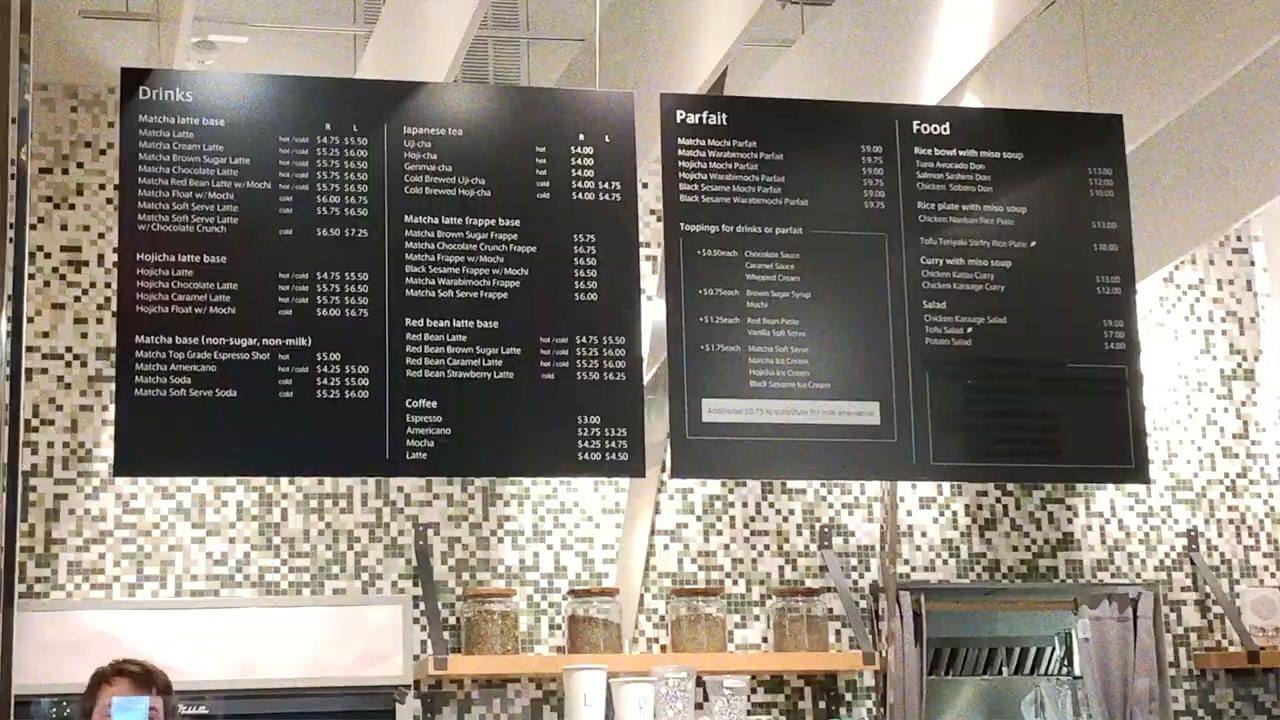 Drinks
Matcha latte base
R L
Matcha Latte hot/cold $4.75 $5.50
Matcha Cream Latte hot/cold $5.25 $6.00
Matcha Brown Sugar Latte hot/cold $5.75 $6.50
Matcha Chocolate Latte hot/cold $5.75 $6.50
Matcha Red Bean Latte w/Mochi hot/cold $5.75 $6.50
Matcha Float w/Mochi cold $6.00 $6.75
Matcha Soft Serve Latte cold $5.75 $6.50
Matcha Soft Serve Latte
w/Chocolate Crunch cold $6.50 $7.25
Hojicha latte base
Hojicha Latte hot/cold $4.75 $5.50
Hojicha Chocolate Latte hot/cold $5.75 $6.50
Hojicha Caramel Latte hot/cold $5.75 $6.50
Hojicha Float w/ Mochi cold $6.00 $6.75
Matcha base (non-sugar, non-milk)
Matcha Top Grade Espresso Shot hot $5.00
Matcha Americano hot/cold $4.25 $5.00
Matcha Soda cold $4.25 $5.00
Matcha Soft Serve Soda cold $5.25 $6.00
Japanese tea
R L
Uji-cha hot $4.00
Hoji-cha hot $4.00
Genmai-cha hot $4.00
Cold Brewed Uji-cha cold $4.00 $4.75
Cold Brewed Hoji-cha cold $4.00 $4.75
Matcha latte frappe base
Matcha Brown Sugar Frappe $5.75
Matcha Chocolate Crunch Frappe $6.75
Matcha Frappe w/Mochi $6.50
Black Sesame Frappe w/Mochi $6.50
Matcha Warabimochi Frappe $6.50
Matcha Soft Serve Frappe $6.00
Red bean latte base
Red Bean Latte hot/cold $4.75 $5.50
Red Bean Brown Sugar Latte hot/cold $5.25 $6.00
Red Bean Caramel Latte hot/cold $5.25 $6.00
Red Bean Strawberry Latte cold $5.50 $6.25
Coffee
Espresso $3.00
Americano $2.75 $3.25
Mocha $4.25 $4.75
Latte $4.00 $4.50
Parfait
Matcha Mochi Parfait $9.00
Matcha Warabimochi Parfait $9.75
Hojicha Mochi Parfait $9.00
Hojicha Warabimochi Parfait $9.75
Black Sesame Mochi Parfait $9.00
Black Sesame Warabimochi Parfait $9.75
Toppings for drinks or parfait
+$0.50each Chocolate Sauce
Caramel Sauce
Whipped Cream
+$0.75each Brown Sugar Syrup
Mochi
+$1.25each Red Bean Paste
Vanilla Soft Serve
+$1.75each Matcha Soft Serve
Matcha Ice Cream
Hojicha Ice Cream
Black Sesame Ice Cream
Additional $0.75 to substitute for milk alternative
Food
Rice bowl with miso soup
Tuna Avocado Don $13.00
Salmon Sashimi Don $12.00
Chicken Soboro Don $10.00
Rice plate with miso soup
Chicken Nanban Rice Plate $13.00
Tofu Teriyaki Stirfry Rice Plate $10.00
Curry with miso soup
Chicken Katsu Curry $13.00
Chicken Karaage Curry $12.00
Salad
Chicken Karaage Salad $9.00
Tofu Salad $7.00
Potato Salad $4.00
L
R
True